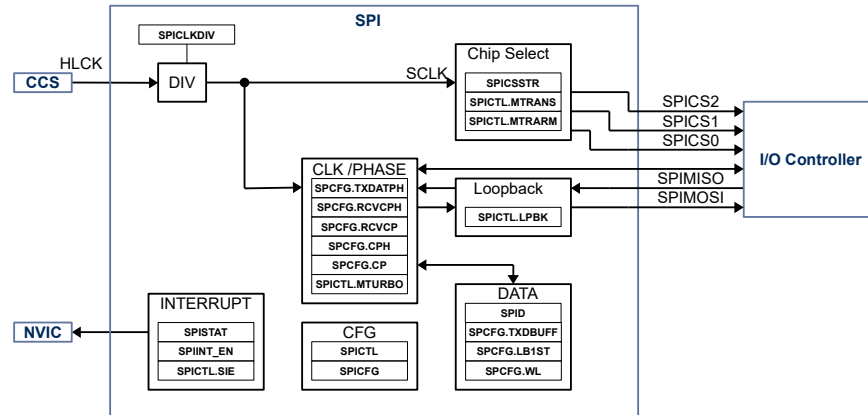 SPI
SPICLKDIV
HLCK
CCS
DIV
SCLK
Chip Select
SPICSSTR
SPICTL.MTRANS
SPICTL.MTRARM
SPICS2
SPICS1
SPICS0
I/O Controller
CLK /PHASE
SPCFG.TXDATPH
SPCFG.RCVCPH
SPCFG.RCVCP
SPCFG.CPH
SPCFG.CP
SPICTL.MTURBO
Loopback
SPICTL.LPBK
SPIMISO
SPIMOSI
INTERRUPT
SPISTAT
SPIINT_EN
SPICTL.SIE
NVIC
CFG
SPICTL
SPICFG
DATA
SPID
SPCFG.TXDBUFF
SPCFG.LB1ST
SPCFG.WL